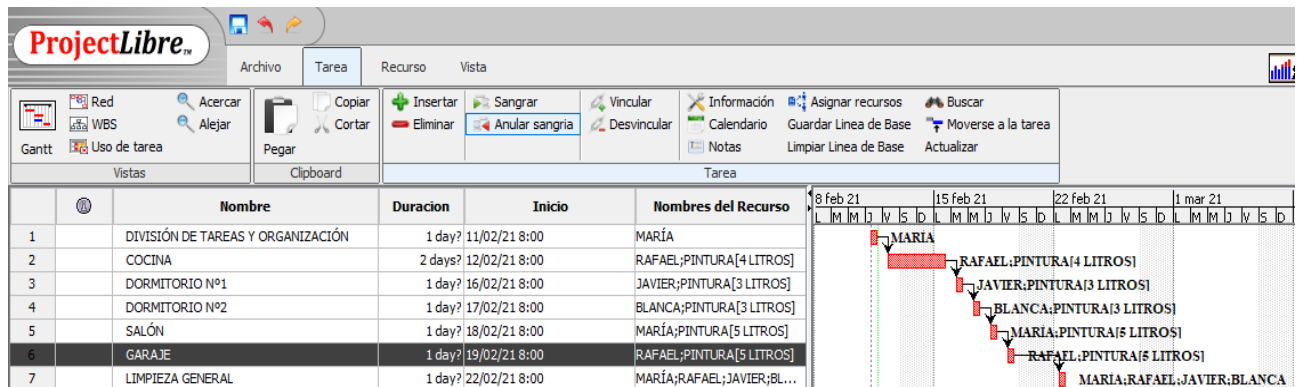 ProjectLibre™
Archivo Tarea Recurso Vista
Red Acercar Copiar Insertar Sangrar Vincular Información Asignar recursos Buscar
WBS Alejar Cortar Eliminar Anular sangria Desvincular Calendario Guardar Linea de Base Moverse a la tarea
Gantt Uso de tarea Pegar Notas Limpiar Linea de Base Actualizar
Vistas Clipboard Tarea
Nombre Duracion Inicio Nombres del Recurso 8 feb 21 15 feb 21 22 feb 21 1 mar 21
L M M J V S D L M M J V S D L M M J V S D L M M J V S D
1 DIVISIÓN DE TAREAS Y ORGANIZACIÓN 1 day? 11/02/21 8:00 MARÍA MARÍA
2 COCINA 2 days? 12/02/21 8:00 RAFAEL;PINTURA[4 LITROS] RAFAEL;PINTURA[4 LITROS]
3 DORMITORIO Nº1 1 day? 16/02/21 8:00 JAVIER;PINTURA[3 LITROS] JAVIER;PINTURA[3 LITROS]
4 DORMITORIO Nº2 1 day? 17/02/21 8:00 BLANCA;PINTURA[3 LITROS] BLANCA;PINTURA[3 LITROS]
5 SALÓN 1 day? 18/02/21 8:00 MARÍA;PINTURA[5 LITROS] MARÍA;PINTURA[5 LITROS]
6 GARAJE 1 day? 19/02/21 8:00 RAFAEL;PINTURA[5 LITROS] RAFAEL;PINTURA[5 LITROS]
7 LIMPIEZA GENERAL 1 day? 22/02/21 8:00 MARÍA;RAFAEL;JAVIER;BL... MARÍA;RAFAEL;JAVIER;BLANCA